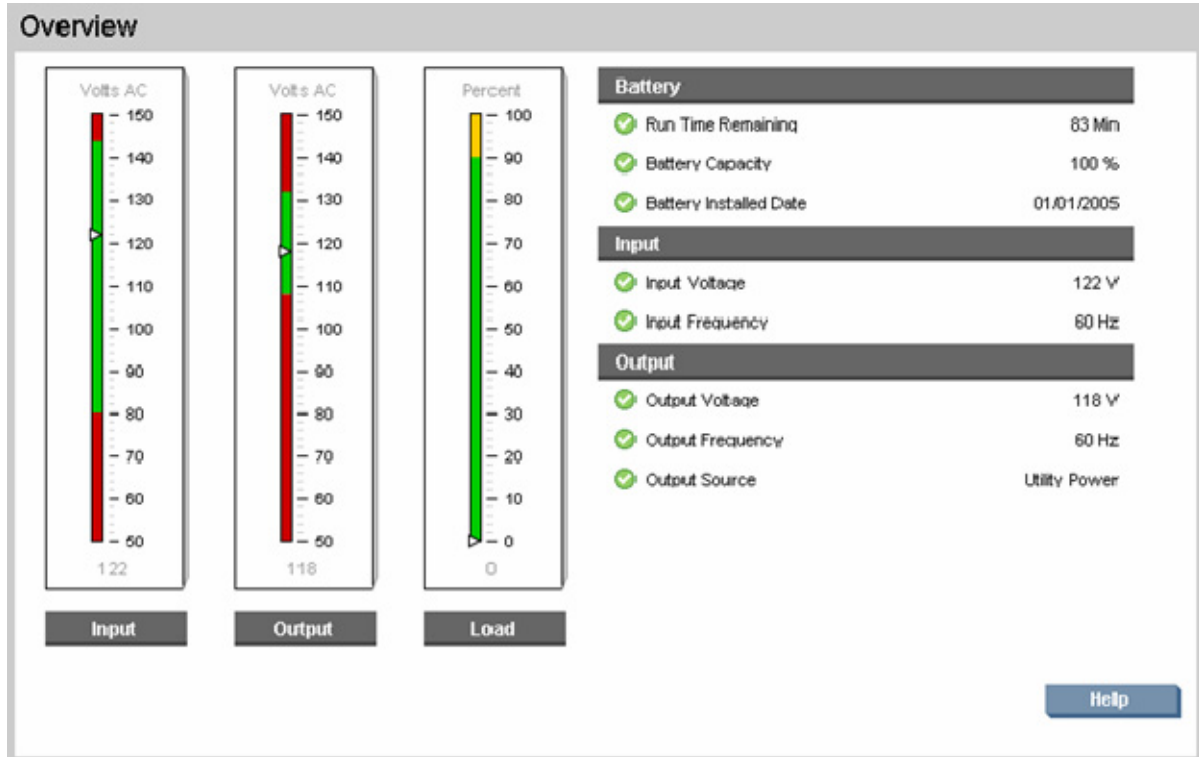 Overview
Volts AC
150
140
130
120
110
100
90
80
70
60
50
122
Input
Volts AC
150
140
130
120
110
100
90
80
70
60
50
118
Output
Percent
100
90
80
70
60
50
40
30
20
10
0
0
Load
Battery
Run Time Remaining 83 Min
Battery Capacity 100 %
Battery Installed Date 01/01/2005
Input
Input Voltage 122 V
Input Frequency 60 Hz
Output
Output Voltage 118 V
Output Frequency 60 Hz
Output Source Utility Power
Help